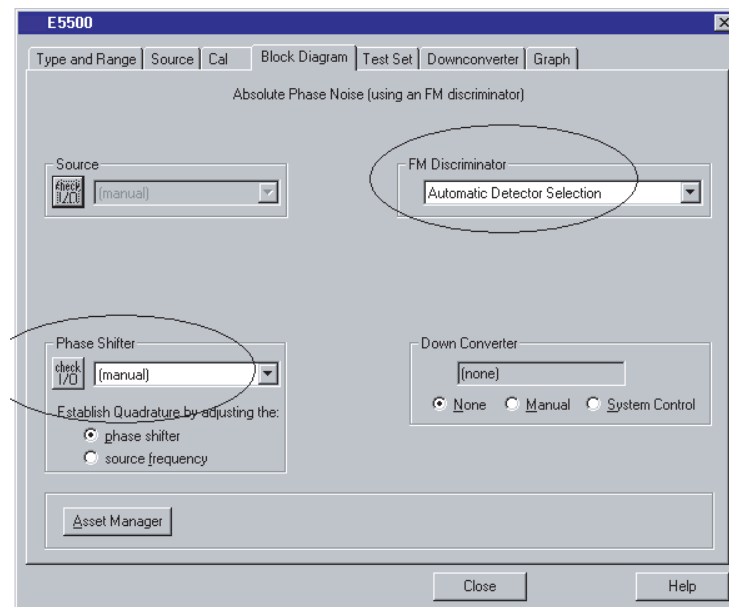 E5500
Type and Range Source Cal Block Diagram Test Set Downconverter Graph
Absolute Phase Noise (using an FM discriminator)
Source
check I/O
(manual)
FM Discriminator
Automatic Detector Selection
Phase Shifter
check I/O
(manual)
Establish Quadrature by adjusting the:
phase shifter
source frequency
Down Converter
(none)
None Manual System Control
Asset Manager
Close Help